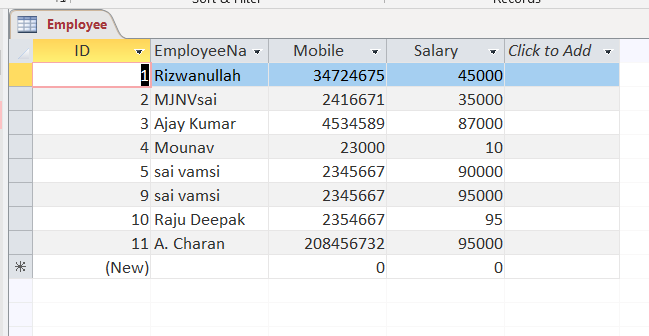 Employee
ID EmployeeNa Mobile Salary Click to Add
1 Rizwanullah 34724675 45000
2 MJNVsai 2416671 35000
3 Ajay Kumar 4534589 87000
4 Mounav 23000 10
5 sai vamsi 2345667 90000
9 sai vamsi 2345667 95000
10 Raju Deepak 2354667 95
11 A. Charan 208456732 95000
(New) 0 0